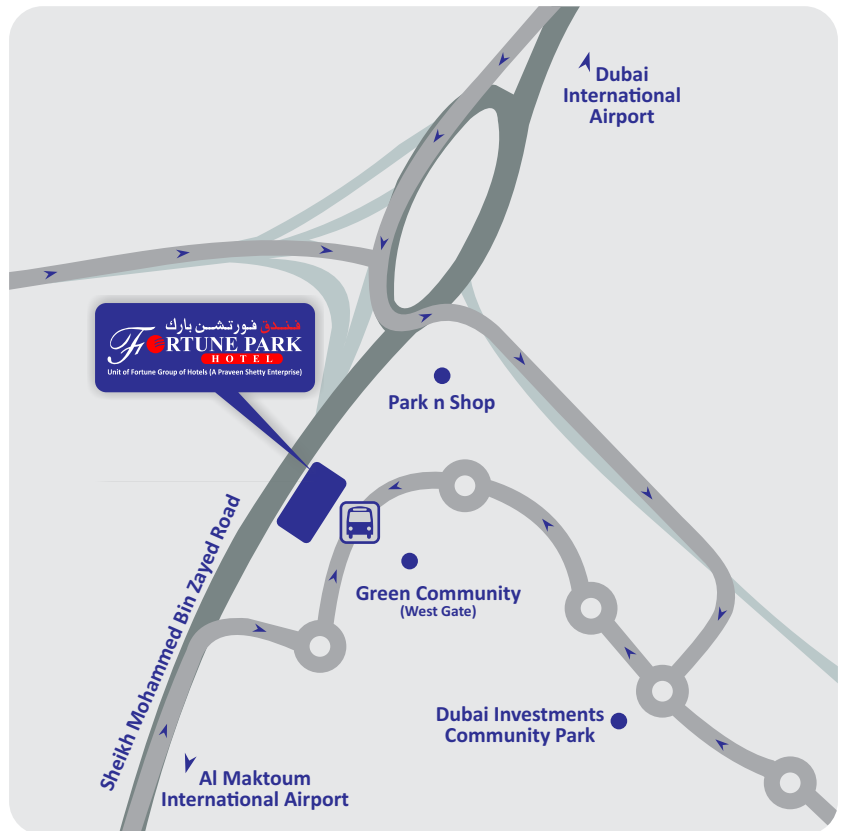 Dubai
International
Airport
فندق فورتشن بارك
FORTUNE PARK
HOTEL
Unit of Fortune Group of Hotels (A Praveen Shetty Enterprise)
Park n Shop
Sheikh Mohammed Bin Zayed Road
Green Community
(West Gate)
Dubai Investments
Community Park
Al Maktoum
International Airport